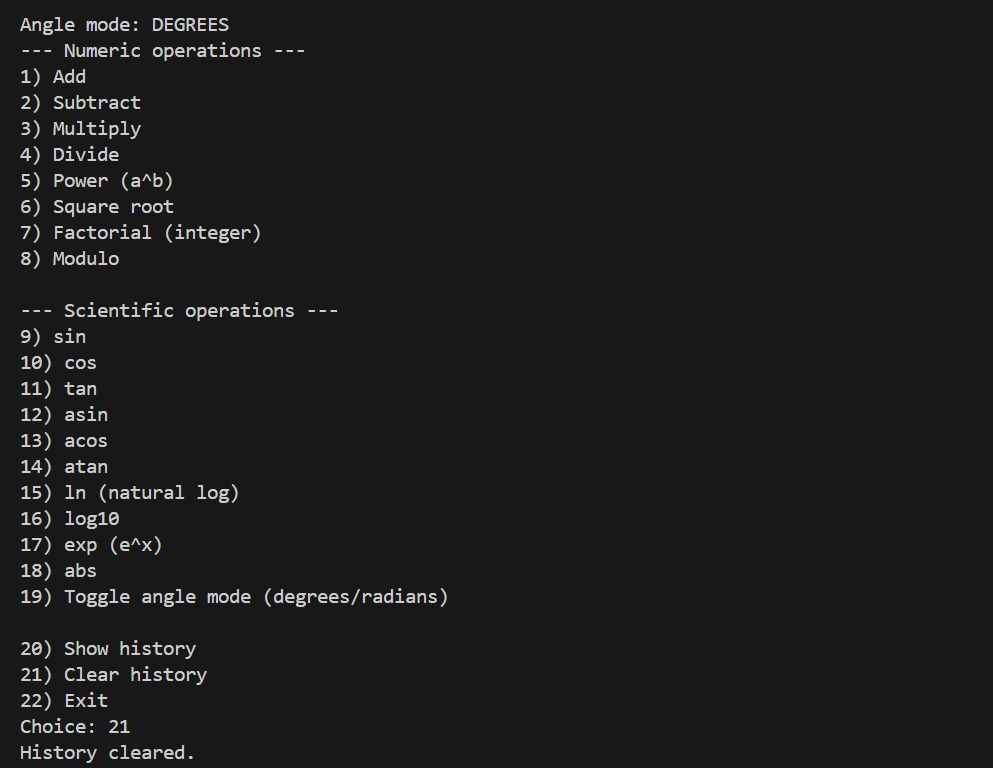 Angle mode: DEGREES
--- Numeric operations ---
1) Add
2) Subtract
3) Multiply
4) Divide
5) Power (a^b)
6) Square root
7) Factorial (integer)
8) Modulo
--- Scientific operations ---
9) sin
10) cos
11) tan
12) asin
13) acos
14) atan
15) ln (natural log)
16) log10
17) exp (e^x)
18) abs
19) Toggle angle mode (degrees/radians)
20) Show history
21) Clear history
22) Exit
Choice: 21
History cleared.